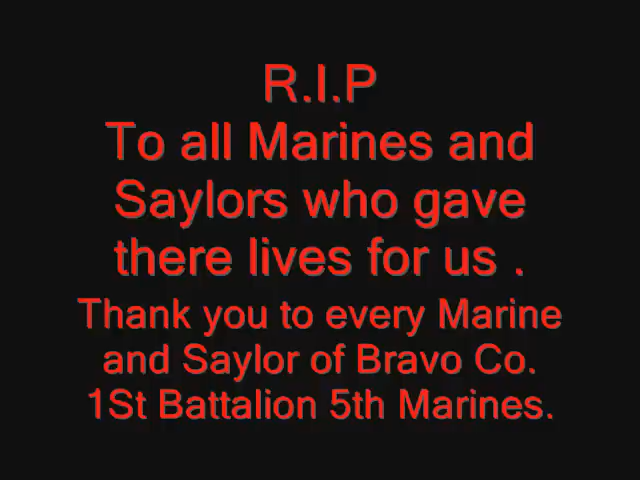 R.I.P
To all Marines and
Saylors who gave
there lives for us .
Thank you to every Marine
and Saylor of Bravo Co.
1St Battalion 5th Marines.